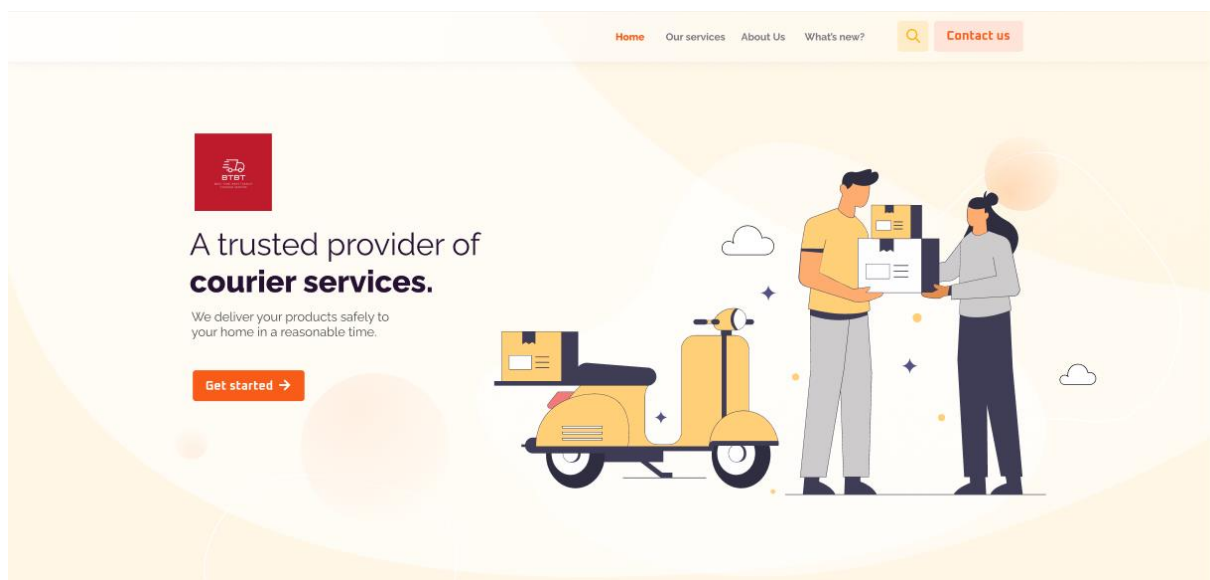 Home
Our services
About Us
What's new?
Contact us
BTBT
A trusted provider of
courier services.
We deliver your products safely to
your home in a reasonable time.
Get started →